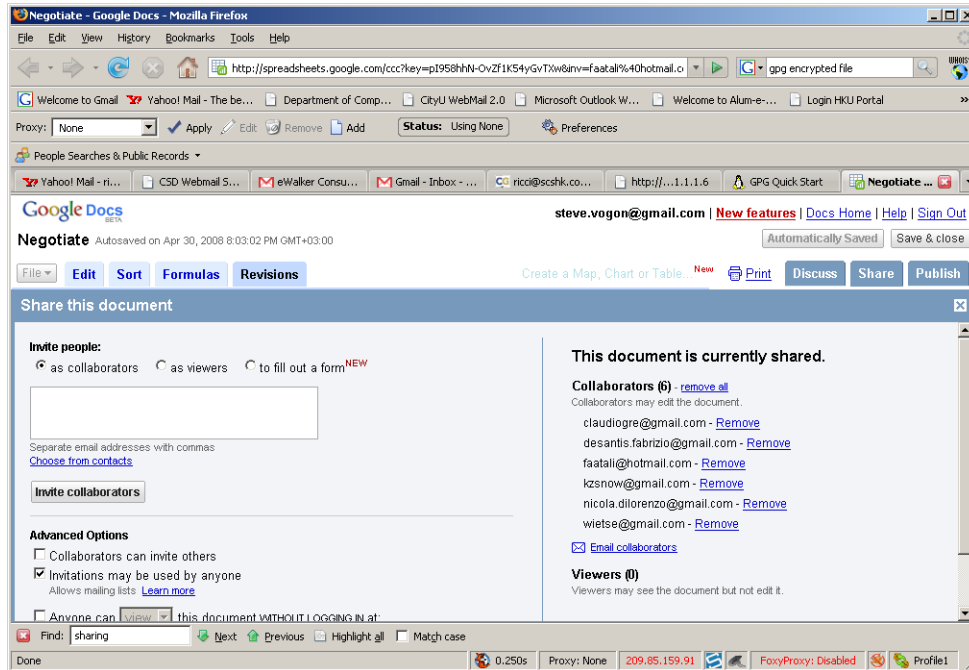 Negotiate - Google Docs - Mozilla Firefox
File Edit View History Bookmarks Tools Help
http://spreadsheets.google.com/ccc?key=pI958hhN-OvZf1K54yGvTXw&inv=faatali%40hotmail.c
G gpg encrypted file
WHOIS
Welcome to Gmail Yahoo! Mail - The be... Department of Comp... CityU WebMail 2.0 Microsoft Outlook W... Welcome to Alum-e-... Login HKU Portal »
Proxy: None Apply Edit Remove Add Status: Using None Preferences
People Searches & Public Records
Yahoo! Mail - ri... CSD Webmail S... eWalker Consu... Gmail - Inbox - ... ricci@scshk.co... http://...1.1.1.6 GPG Quick Start Negotiate ...
Google Docs
BETA
steve.vogon@gmail.com | New features | Docs Home | Help | Sign Out
Negotiate Autosaved on Apr 30, 2008 8:03:02 PM GMT+03:00
Automatically Saved Save & close
File Edit Sort Formulas Revisions
Create a Map, Chart or Table... New Print Discuss Share Publish
Share this document
Invite people:
as collaborators as viewers to fill out a form NEW
Separate email addresses with commas
Choose from contacts
Invite collaborators
Advanced Options
Collaborators can invite others
Invitations may be used by anyone
Allows mailing lists Learn more
Anyone can view this document WITHOUT LOGGING IN at:
This document is currently shared.
Collaborators (6) - remove all
Collaborators may edit the document.
claudiogre@gmail.com - Remove
desantis.fabrizio@gmail.com - Remove
faatali@hotmail.com - Remove
kzsnow@gmail.com - Remove
nicola.dilorenzo@gmail.com - Remove
wietse@gmail.com - Remove
Email collaborators
Viewers (0)
Viewers may see the document but not edit it.
Find: sharing Next Previous Highlight all Match case
Done 0.250s Proxy: None 209.85.159.91 FoxyProxy: Disabled Profile1